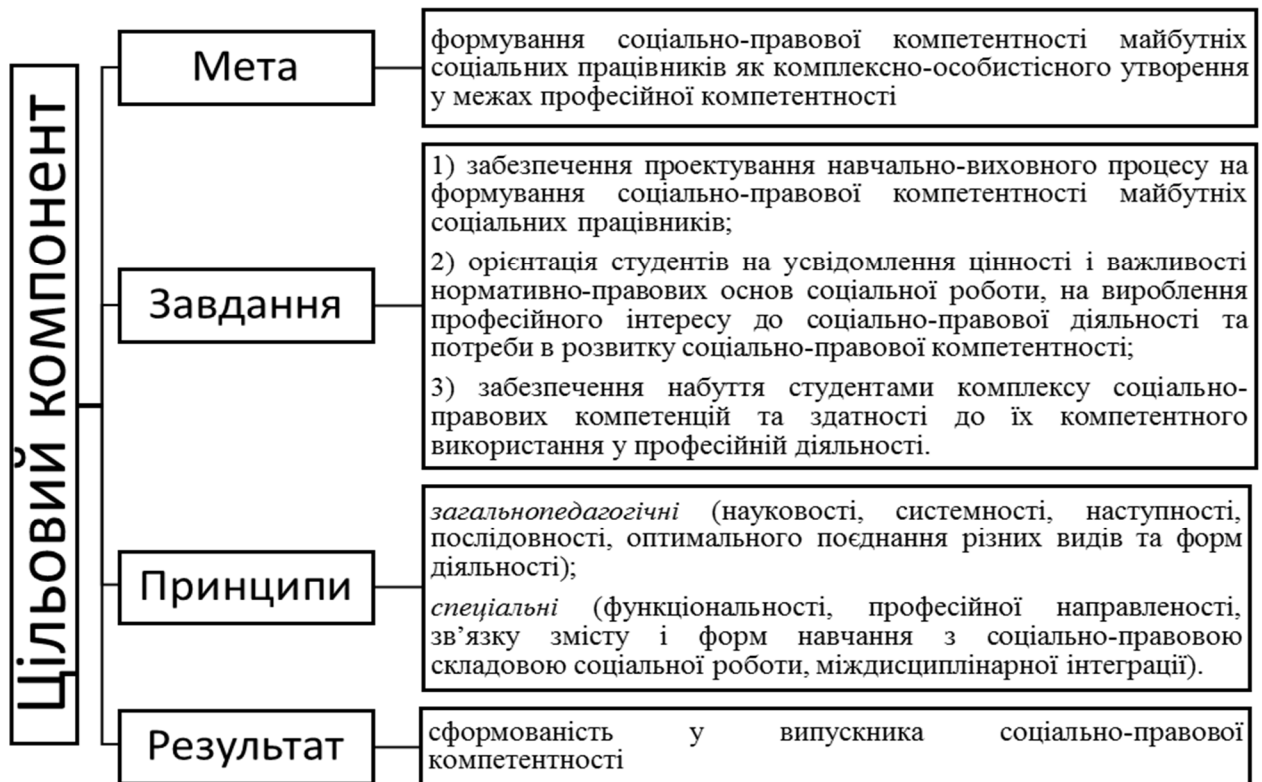 Цільовий компонент
Мета
формування соціально-правової компетентності майбутніх
соціальних працівників як комплексно-особистісного утворення
у межах професійної компетентності
Завдання
1) забезпечення проектування навчально-виховного процесу на
формування соціально-правової компетентності майбутніх
соціальних працівників;
2) орієнтація студентів на усвідомлення цінності і важливості
нормативно-правових основ соціальної роботи, на вироблення
професійного інтересу до соціально-правової діяльності та
потреби в розвитку соціально-правової компетентності;
3) забезпечення набуття студентами комплексу соціально-
правових компетенцій та здатності до їх компетентного
використання у професійній діяльності.
Принципи
загальнопедагогічні (науковості, системності, наступності,
послідовності, оптимального поєднання різних видів та форм
діяльності);
спеціальні (функціональності, професійної направленості,
зв’язку змісту і форм навчання з соціально-правовою
складовою соціальної роботи, міждисциплінарної інтеграції).
Результат
сформованість у випускника соціально-правової
компетентності